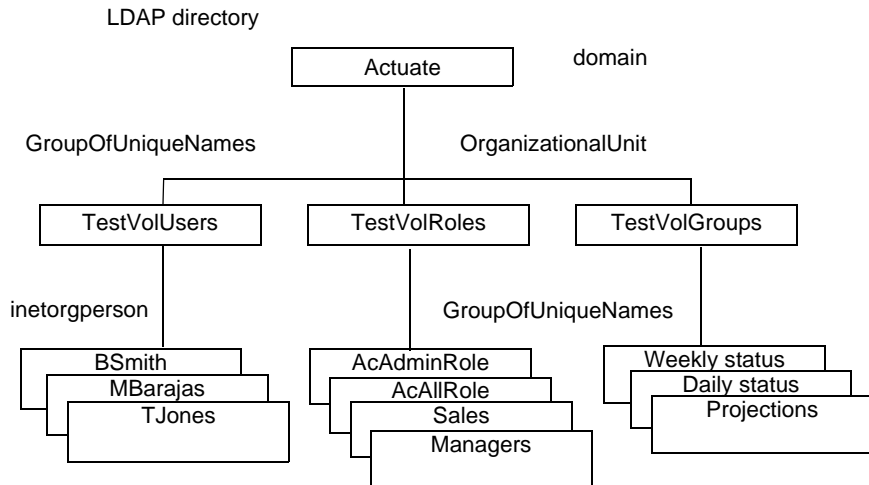 LDAP directory
Actuate
domain
GroupOfUniqueNames
OrganizationalUnit
TestVolUsers
TestVolRoles
TestVolGroups
inetorgperson
GroupOfUniqueNames
BSmith
MBarajas
TJones
AcAdminRole
AcAllRole
Sales
Managers
Weekly status
Daily status
Projections